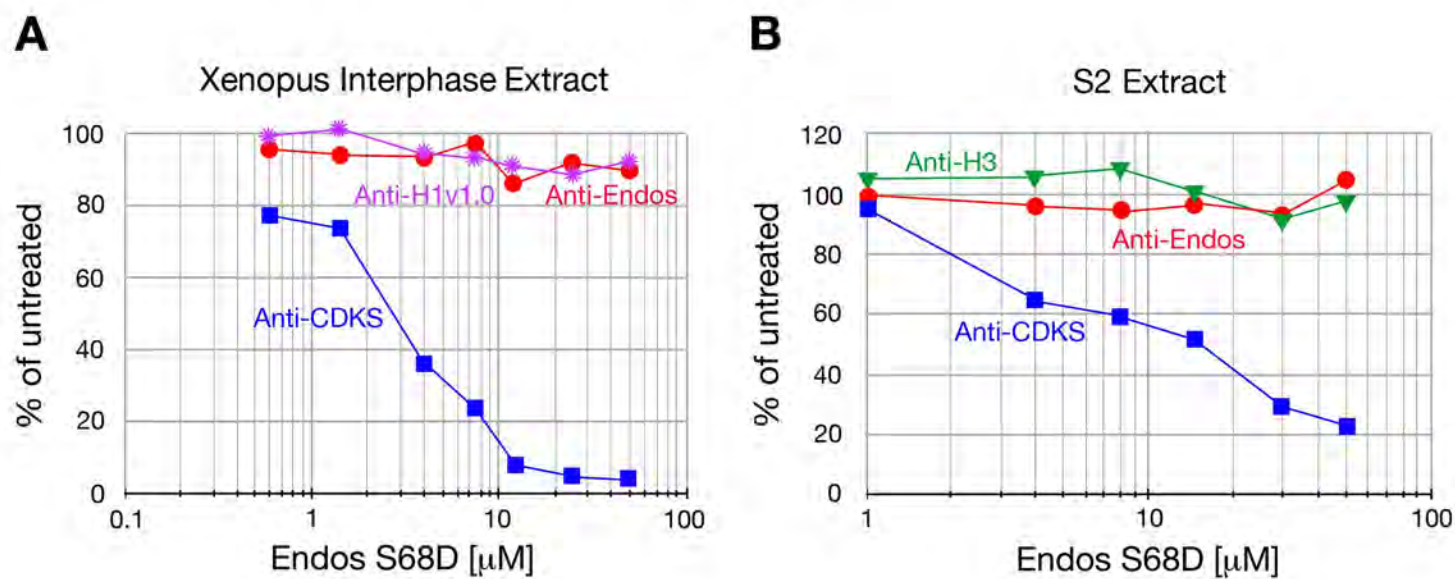 A
Xenopus Interphase Extract
% of untreated
100
80
60
40
20
0
Anti-H1v1.0
Anti-Endos
Anti-CDKS
0.1
1
10
100
Endos S68D [μM]
B
S2 Extract
% of untreated
120
100
80
60
40
20
0
Anti-H3
Anti-Endos
Anti-CDKS
1
10
100
Endos S68D [μM]